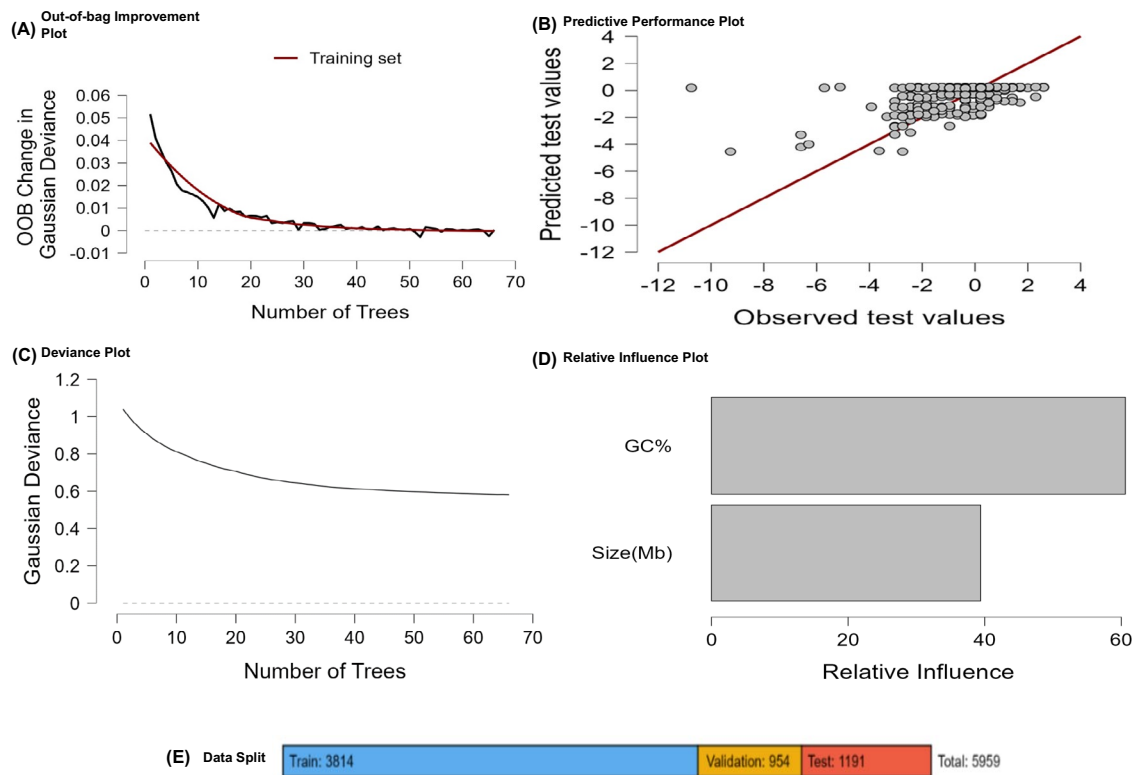 (A) Out-of-bag Improvement
Plot
Training set
OOB Change in
Gaussian Deviance
0.06
0.05
0.04
0.03
0.02
0.01
0
-0.01
0 10 20 30 40 50 60 70
Number of Trees
(B) Predictive Performance Plot
Predicted test values
4
2
0
-2
-4
-6
-8
-10
-12
-12 -10 -8 -6 -4 -2 0 2 4
Observed test values
(C) Deviance Plot
Gaussian Deviance
1.2
1
0.8
0.6
0.4
0.2
0
0 10 20 30 40 50 60 70
Number of Trees
(D) Relative Influence Plot
GC%
Size(Mb)
0 20 40 60
Relative Influence
(E) Data Split
Train: 3814 Validation: 954 Test: 1191 Total: 5959